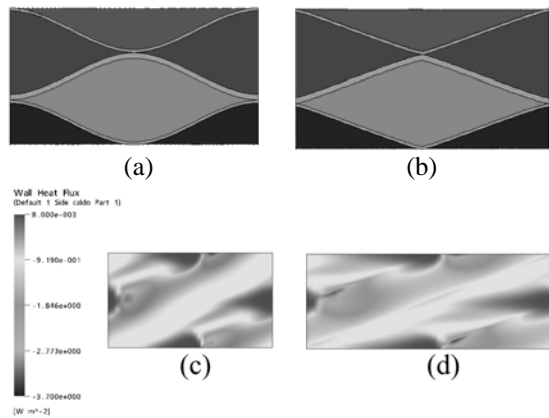 (a)
(b)
Wall Heat Flux
(Default 1 Side caldo Part 1)
8.000e-003
-9.190e-001
-1.846e+000
-2.773e+000
-3.700e+000
[W m^-2]
(c)
(d)